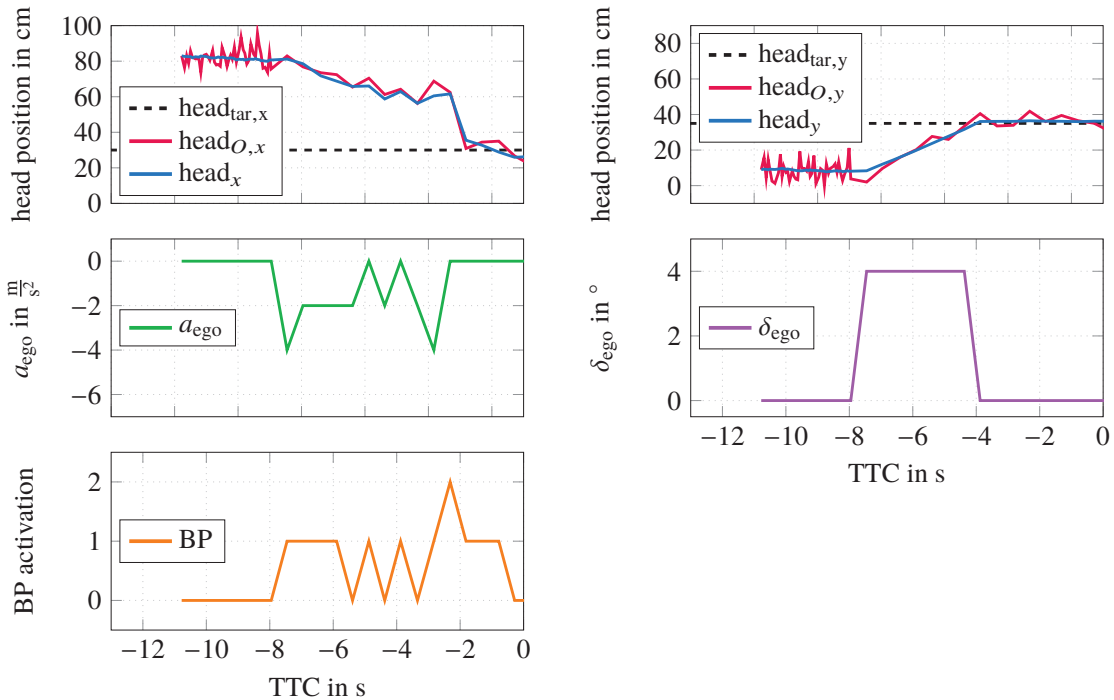 head position in cm
100
80
60
40
20
0
head_tar,x
head_O,x
head_x
head position in cm
80
60
40
20
0
head_tar,y
head_O,y
head_y
a_ego in m/s²
0
−2
−4
−6
a_ego
δ_ego in °
4
2
0
δ_ego
−12 −10 −8 −6 −4 −2 0
TTC in s
BP activation
2
1
0
BP
−12 −10 −8 −6 −4 −2 0
TTC in s